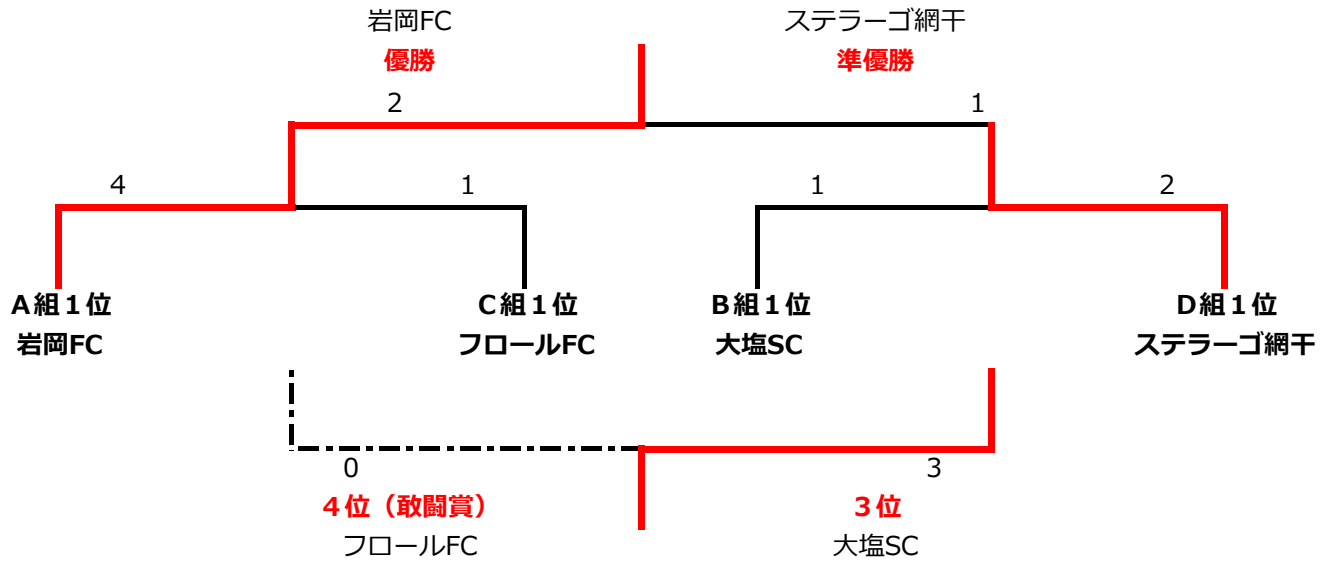 岩岡FC ステラーゴ網干
優勝 準優勝
2 1
4 1 1 2
A組１位 C組１位 B組１位 D組１位
岩岡FC フロールFC 大塩SC ステラーゴ網干
0 3
４位（敢闘賞） ３位
フロールFC 大塩SC